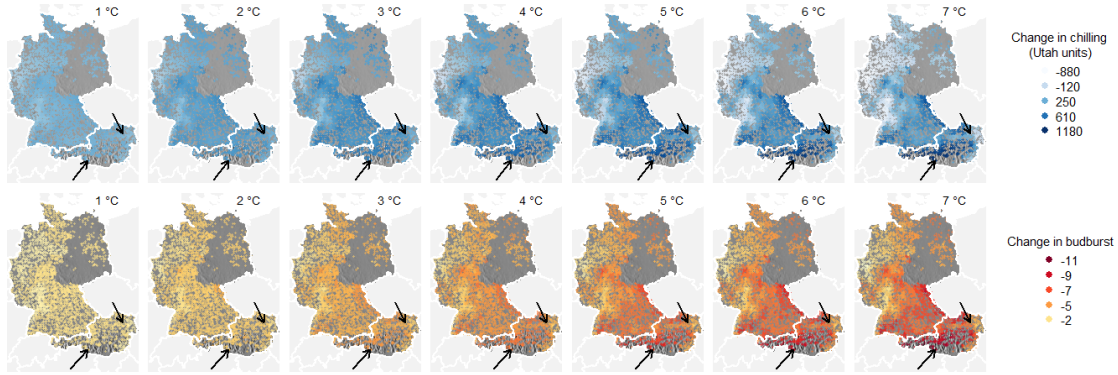 1 °C
2 °C
3 °C
4 °C
5 °C
6 °C
7 °C
Change in chilling
(Utah units)
-880
-120
250
610
1180
1 °C
2 °C
3 °C
4 °C
5 °C
6 °C
7 °C
Change in budburst
-11
-9
-7
-5
-2